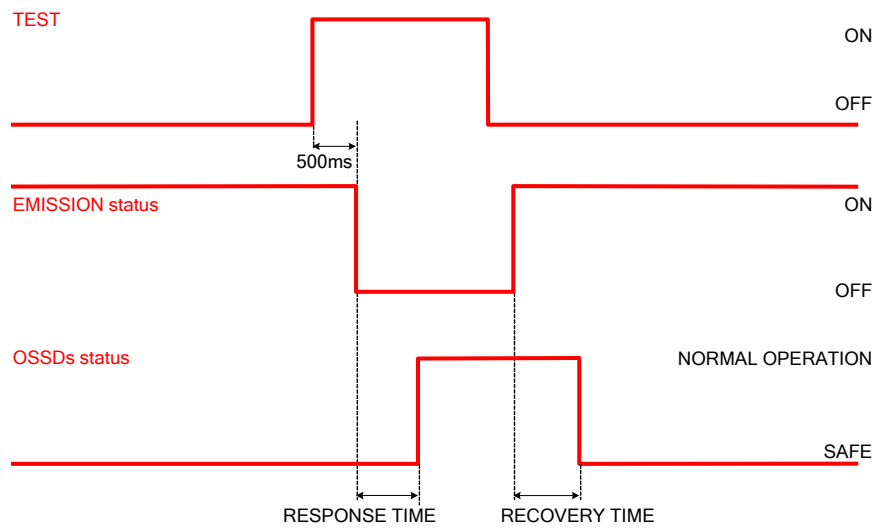 TEST
ON
OFF
500ms
EMISSION status
ON
OFF
OSSDs status
NORMAL OPERATION
SAFE
RESPONSE TIME
RECOVERY TIME